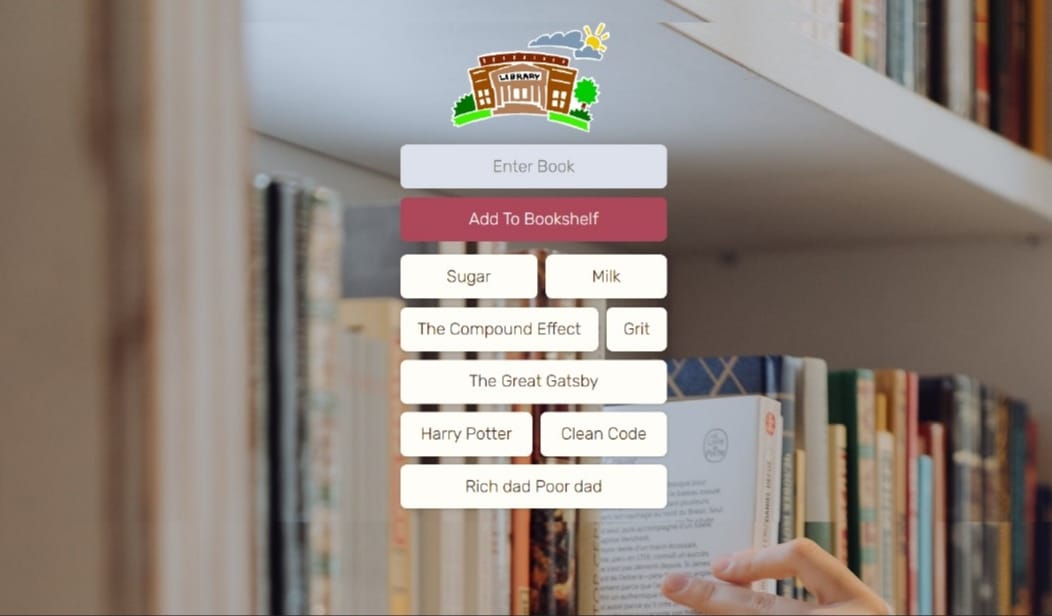 LIBRARY
Enter Book
Add To Bookshelf
Sugar
Milk
The Compound Effect
Grit
The Great Gatsby
Harry Potter
Clean Code
Rich dad Poor dad